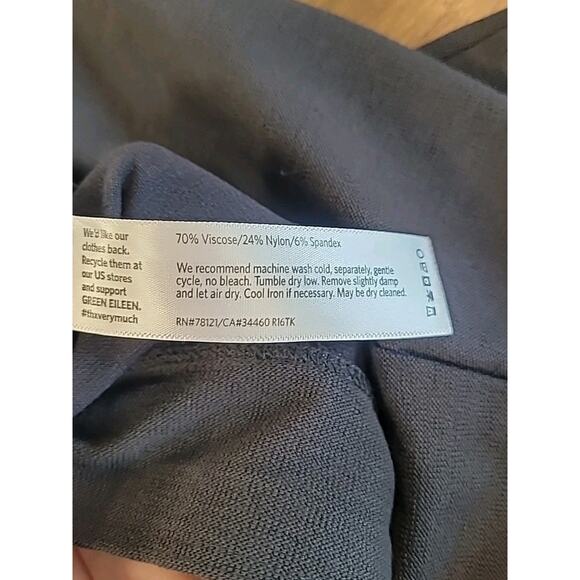 We'd like our
clothes back.
Recycle them at
our US stores
and support
GREEN EILEEN.
#thxverymuch
70% Viscose/24% Nylon/6% Spandex
We recommend machine wash cold, separately, gentle
cycle, no bleach. Tumble dry low. Remove slightly damp
and let air dry. Cool Iron if necessary. May be dry cleaned.
RN#78121/CA#34460 R16TK